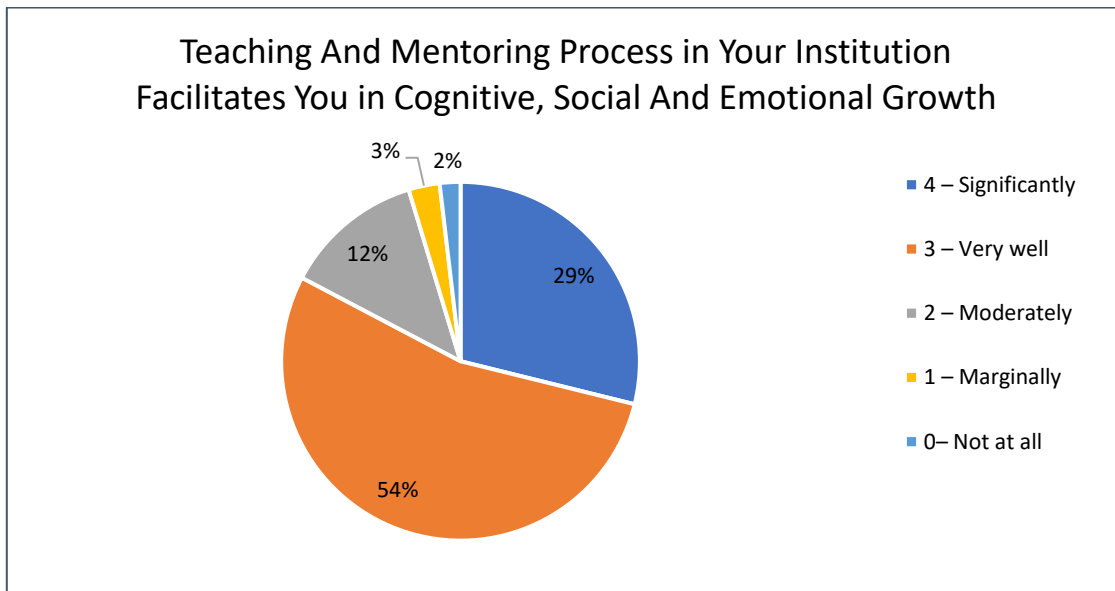 Teaching And Mentoring Process in Your Institution
Facilitates You in Cognitive, Social And Emotional Growth
3%
2%
12%
29%
54%
4 – Significantly
3 – Very well
2 – Moderately
1 – Marginally
0– Not at all